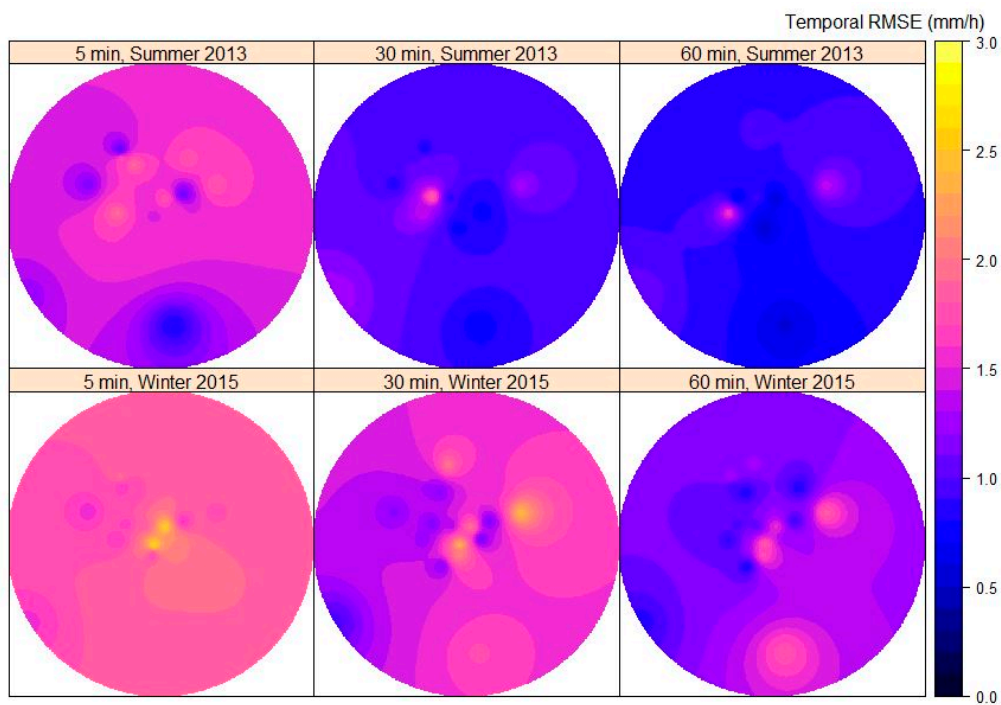 Temporal RMSE (mm/h)
5 min, Summer 2013
30 min, Summer 2013
60 min, Summer 2013
3.0
2.5
2.0
1.5
1.0
0.5
0.0
5 min, Winter 2015
30 min, Winter 2015
60 min, Winter 2015